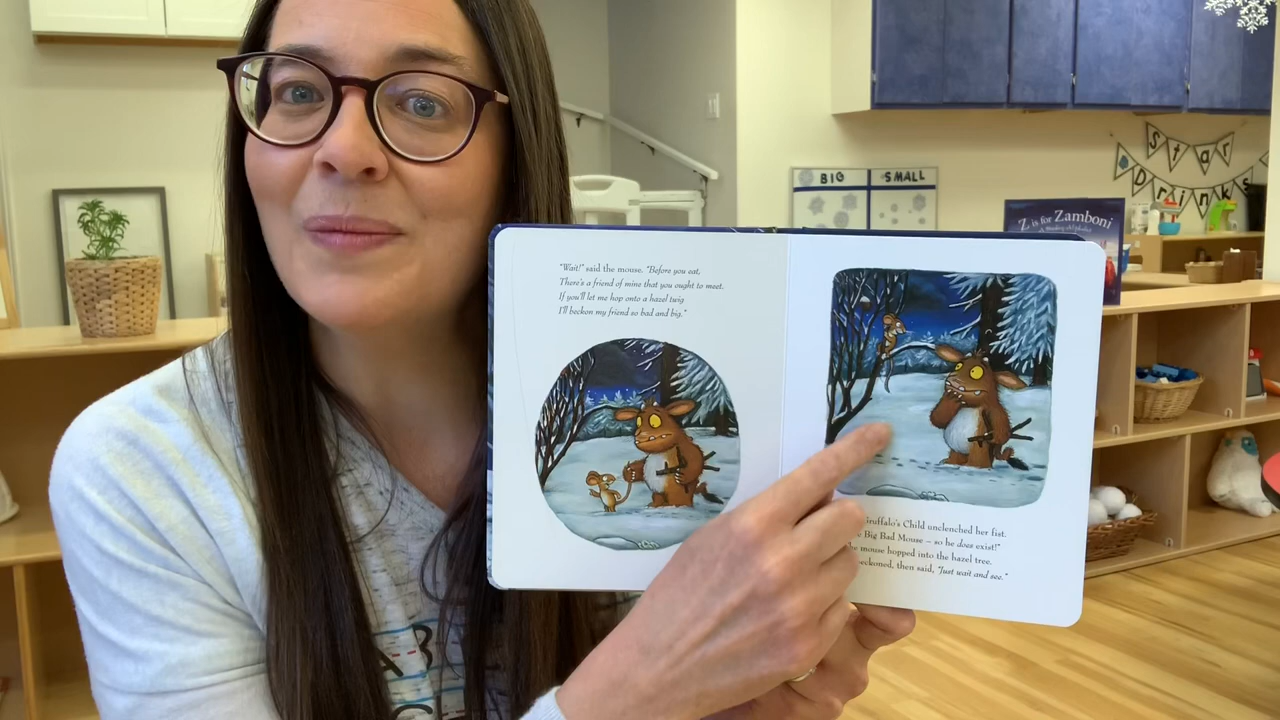 "Wait!" said the mouse. "Before you eat,
There's a friend of mine that you ought to meet.
If you'll let me hop onto a hazel twig
I'll beckon my friend so bad and big."
Gruffalo's Child unclenched her fist.
Big Bad Mouse – so he does exist!"
mouse hopped into the hazel tree.
beckoned, then said, "Just wait and see."
BIG SMALL
Z is for Zamboni
Star
Drinks